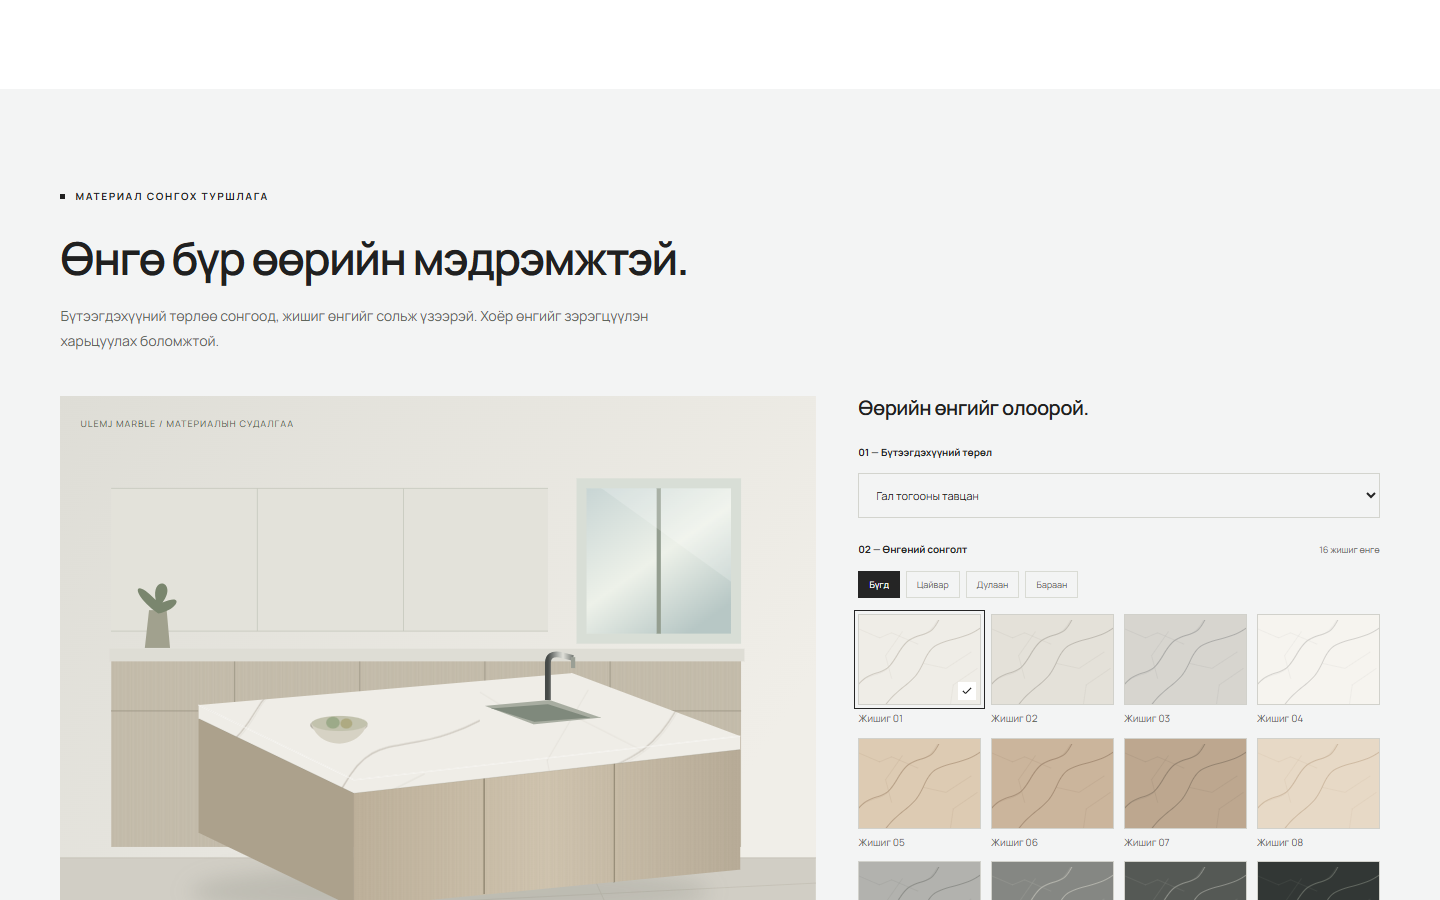 МАТЕРИАЛ СОНГОХ ТУРШЛАГА
Өнгө бүр өөрийн мэдрэмжтэй.
Бүтээгдэхүүний төрлөө сонгоод, жишиг өнгийг сольж үзээрэй. Хоёр өнгийг зэрэгцүүлэн
харьцуулах боломжтой.
ULEMJ MARBLE / МАТЕРИАЛЫН СУДАЛГАА
Өөрийн өнгийг олоорой.
01 — Бүтээгдэхүүний төрөл
Гал тогооны тавцан
02 — Өнгөний сонголт
16 жишиг өнгө
Бүгд
Цайвар
Дулаан
Бараан
Жишиг 01
Жишиг 02
Жишиг 03
Жишиг 04
Жишиг 05
Жишиг 06
Жишиг 07
Жишиг 08